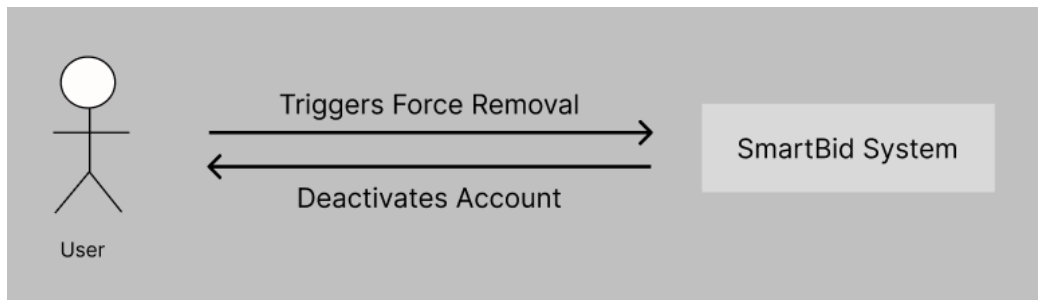 Triggers Force Removal
SmartBid System
Deactivates Account
User